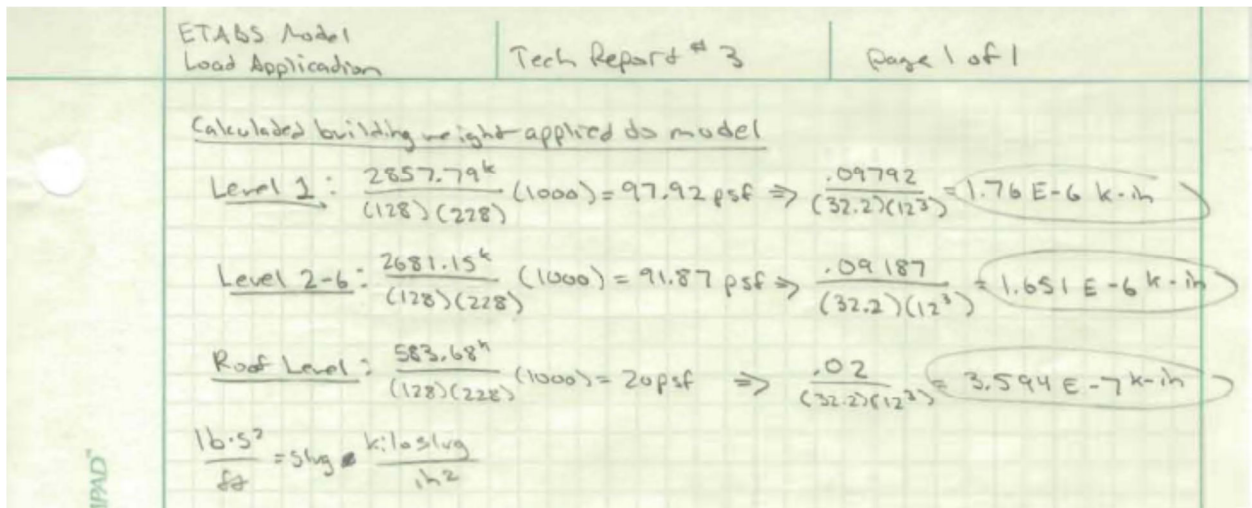 ETABS Model
Load Application
Tech Report # 3
page 1 of 1
Calculated building weight applied to model
Level 1: 2857.79ᵏ / (128)(228) (1000) = 97.92 psf ⇒ .09792 / (32.2)(12³) = 1.76 E-6 k-in
Level 2-6: 2681.15ᵏ / (128)(228) (1000) = 91.87 psf ⇒ .09187 / (32.2)(12³) = 1.651 E-6 k-in
Roof Level: 583.68ᵏ / (128)(228) (1000) = 20psf ⇒ .02 / (32.2)(12³) = 3.594 E-7 k-in
lb·s² / ft = slug kiloslug / in2
MPAD™